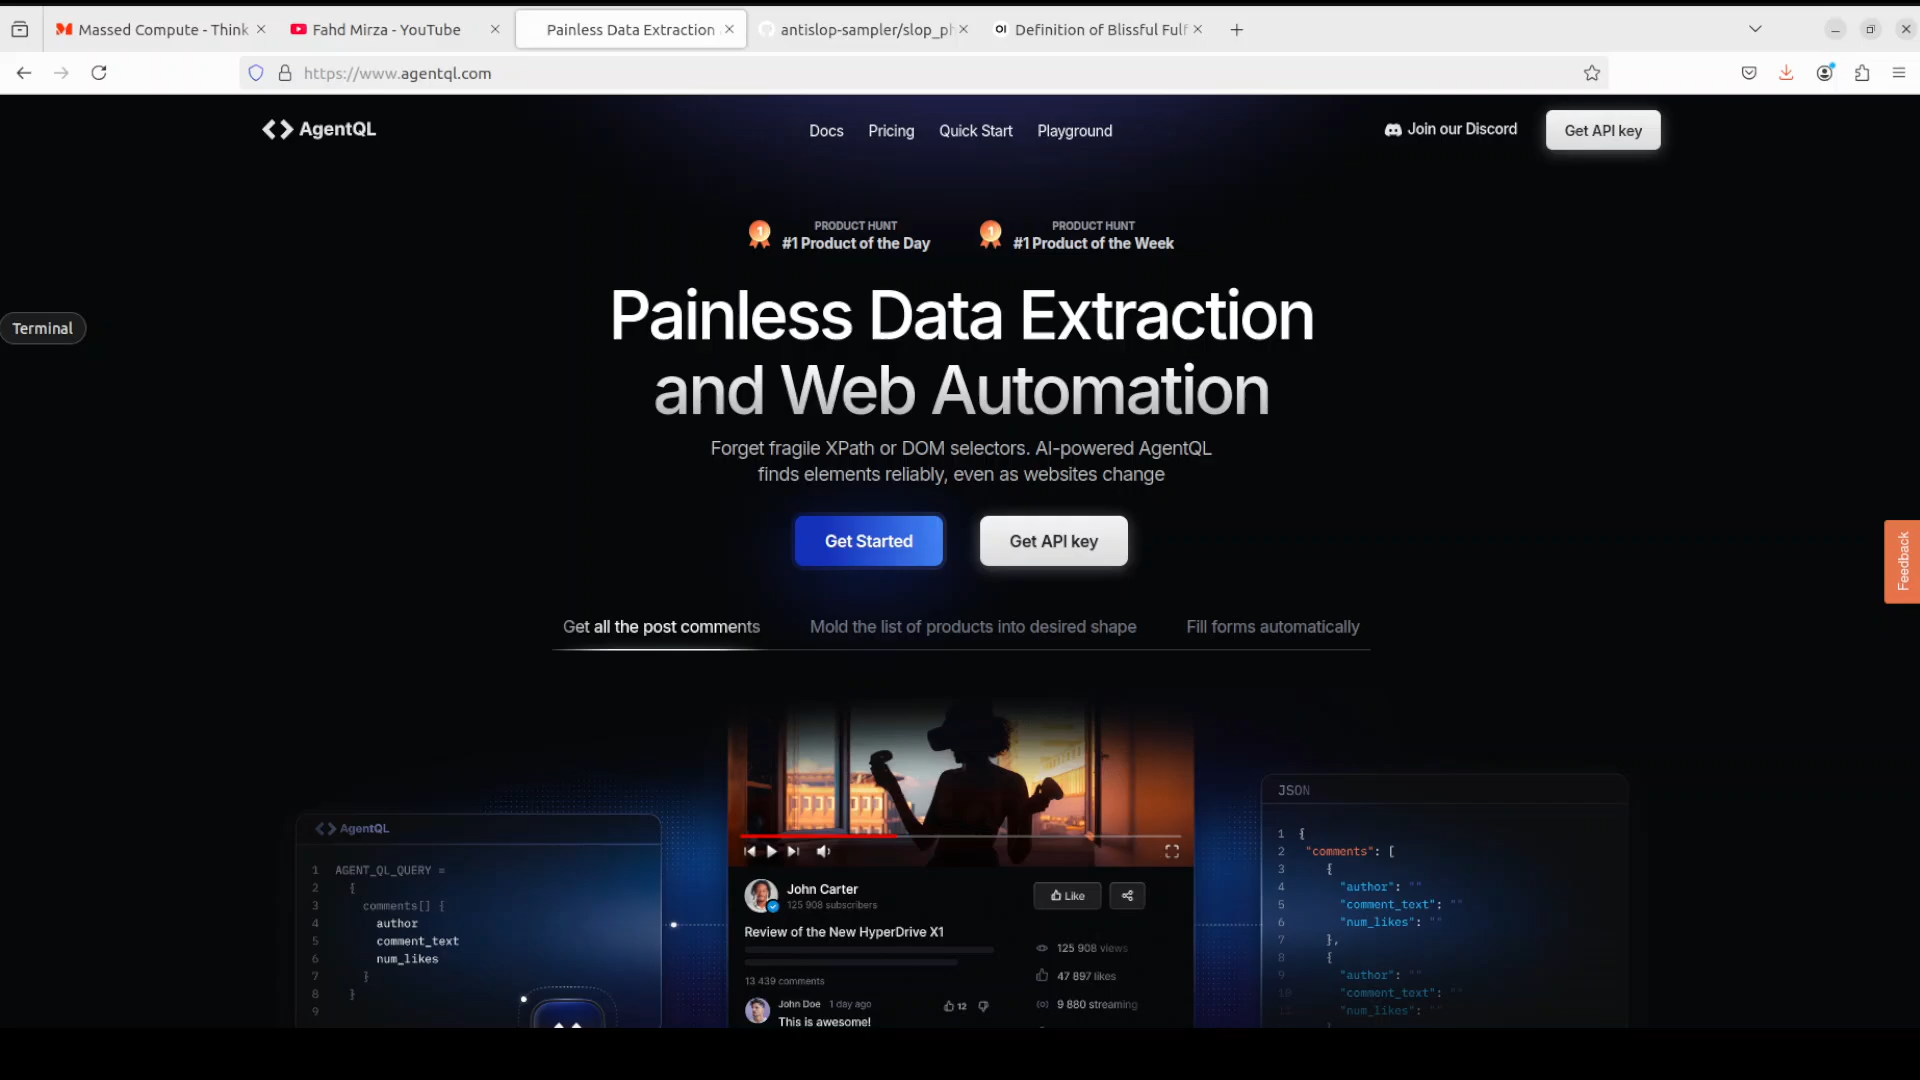 Massed Compute - Think
Fahd Mirza - YouTube
Painless Data Extraction
antislop-sampler/slop_ph
OI Definition of Blissful Fulf
https://www.agentql.com
AgentQL
Docs
Pricing
Quick Start
Playground
Join our Discord
Get API key
1 PRODUCT HUNT
#1 Product of the Day
1 PRODUCT HUNT
#1 Product of the Week
Painless Data Extraction
and Web Automation
Terminal
Forget fragile XPath or DOM selectors. AI-powered AgentQL
finds elements reliably, even as websites change
Get Started
Get API key
Feedback
Get all the post comments
Mold the list of products into desired shape
Fill forms automatically
AgentQL
1 AGENT_QL_QUERY =
2 {
3 comments[] {
4 author
5 comment_text
6 num_likes
7 }
8 }
9
John Carter
125 908 subscribers
Like
Review of the New HyperDrive X1
125 908 views
47 897 likes
9 880 streaming
13 439 comments
John Doe 1 day ago
12
This is awesome!
JSON
1 {
2 "comments": [
3 {
4 "author": ""
5 "comment_text": ""
6 "num_likes": ""
7 },
8 {
9 "author": ""
10 "comment_text": ""
11 "num_likes": ""